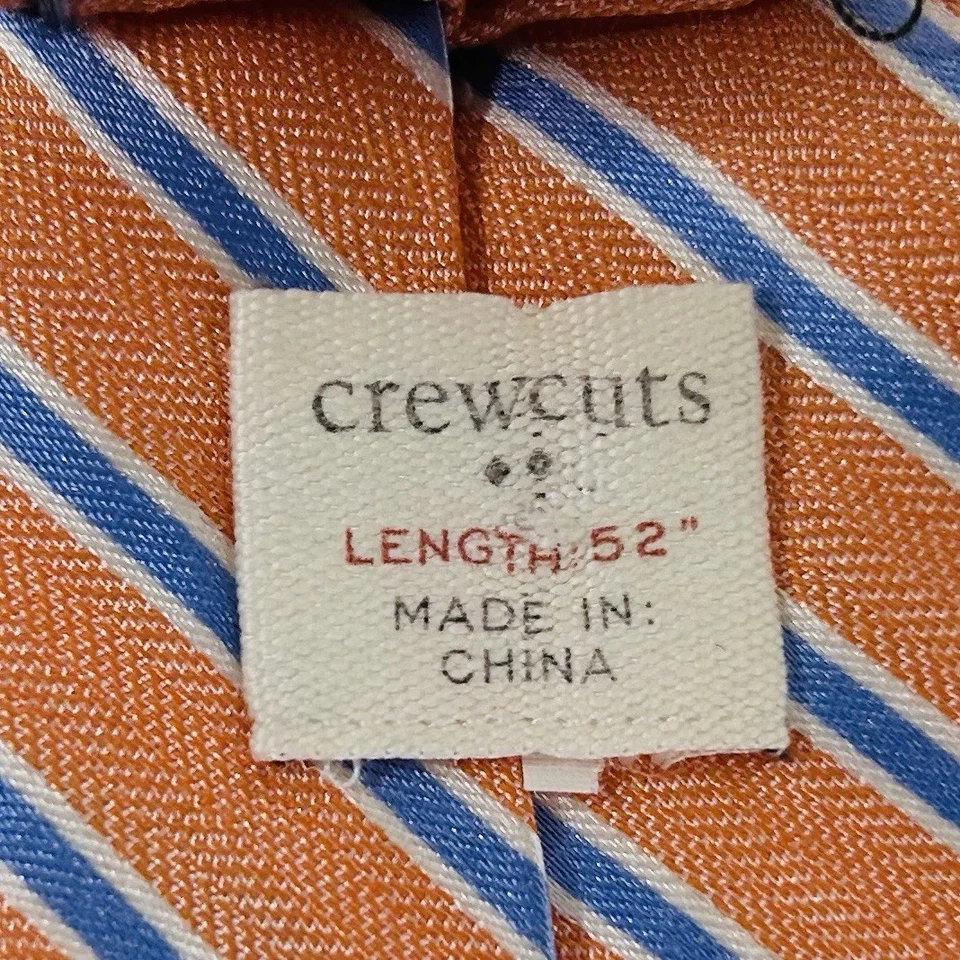 crewcuts
LENGTH: 52"
MADE IN:
CHINA